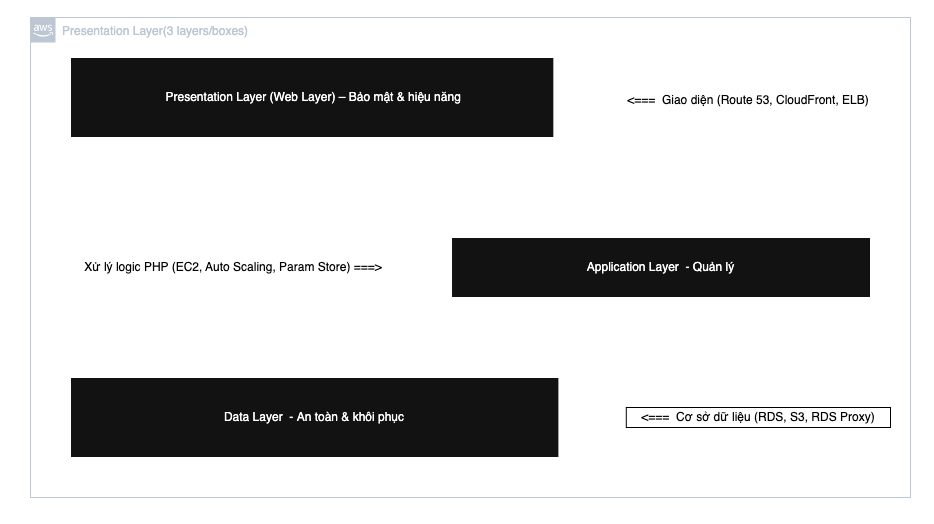 aws
Presentation Layer(3 layers/boxes)
Presentation Layer (Web Layer) – Bảo mật & hiệu năng
<=== Giao diện (Route 53, CloudFront, ELB)
Xử lý logic PHP (EC2, Auto Scaling, Param Store) ===>
Application Layer - Quản lý
Data Layer - An toàn & khôi phục
<=== Cơ sở dữ liệu (RDS, S3, RDS Proxy)